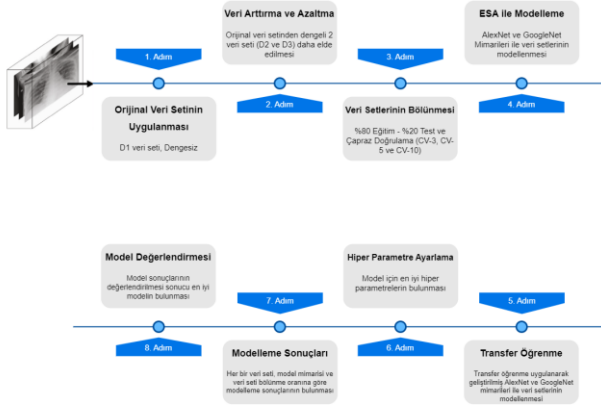 Veri Arttırma ve Azaltma
Orijinal veri setinden dengeli 2
veri seti (D2 ve D3) daha elde
edilmesi
ESA ile Modelleme
AlexNet ve GoogleNet
Mimarileri ile veri setlerinin
modellenmesi
1. Adım
3. Adım
2. Adım
4. Adım
Orijinal Veri Setinin
Uygulanması
D1 veri seti, Dengesiz
Veri Setlerinin Bölünmesi
%80 Eğitim - %20 Test ve
Çapraz Doğrulama (CV-3, CV-
5 ve CV-10)
Model Değerlendirmesi
Model sonuçlarının
değerlendirilmesi sonucu en iyi
modelin bulunması
Hiper Parametre Ayarlama
Model için en iyi hiper
parametrelerin bulunması
7. Adım
5. Adım
8. Adım
6. Adım
Modelleme Sonuçları
Her bir veri seti, model mimarisi ve
veri seti bölünme oranına göre
modelleme sonuçlarının bulunması
Transfer Öğrenme
Transfer öğrenme uygulanarak
geliştirilmiş AlexNet ve GoogleNet
mimarileri ile veri setlerinin
modellenmesi